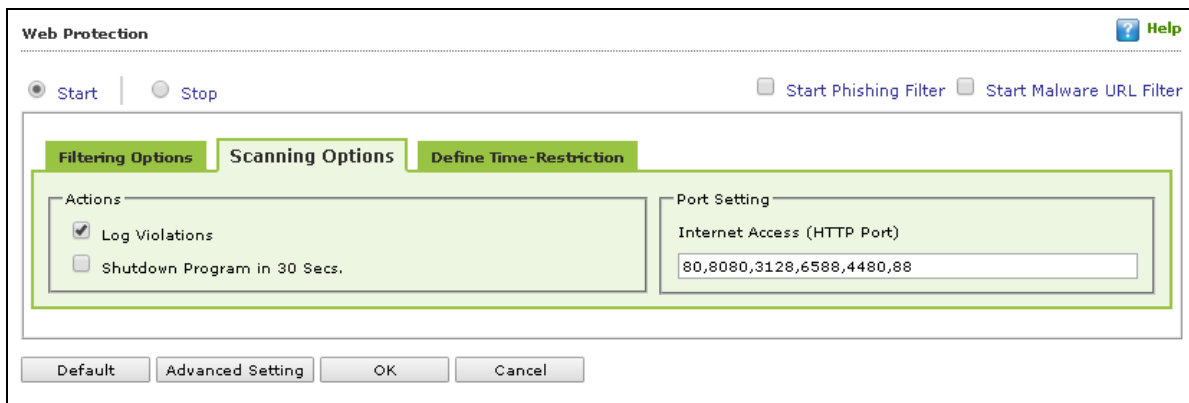 Web Protection
Help
Start Stop Start Phishing Filter Start Malware URL Filter
Filtering Options Scanning Options Define Time-Restriction
Actions
Log Violations
Shutdown Program in 30 Secs.
Port Setting
Internet Access (HTTP Port)
80,8080,3128,6588,4480,88
Default Advanced Setting OK Cancel